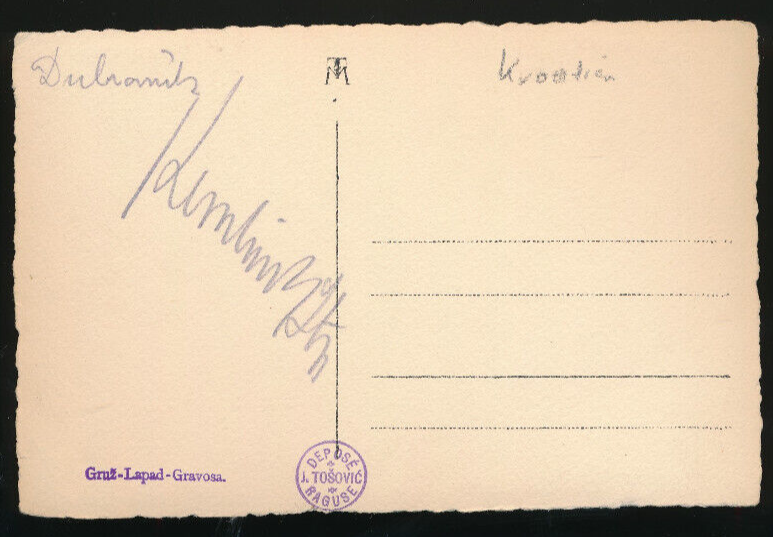 Dubrovnik
Kroatien
Gruž-Lapad-Gravosa.
DEPOSÉ
J. TOŠOVIĆ
RAGUSE